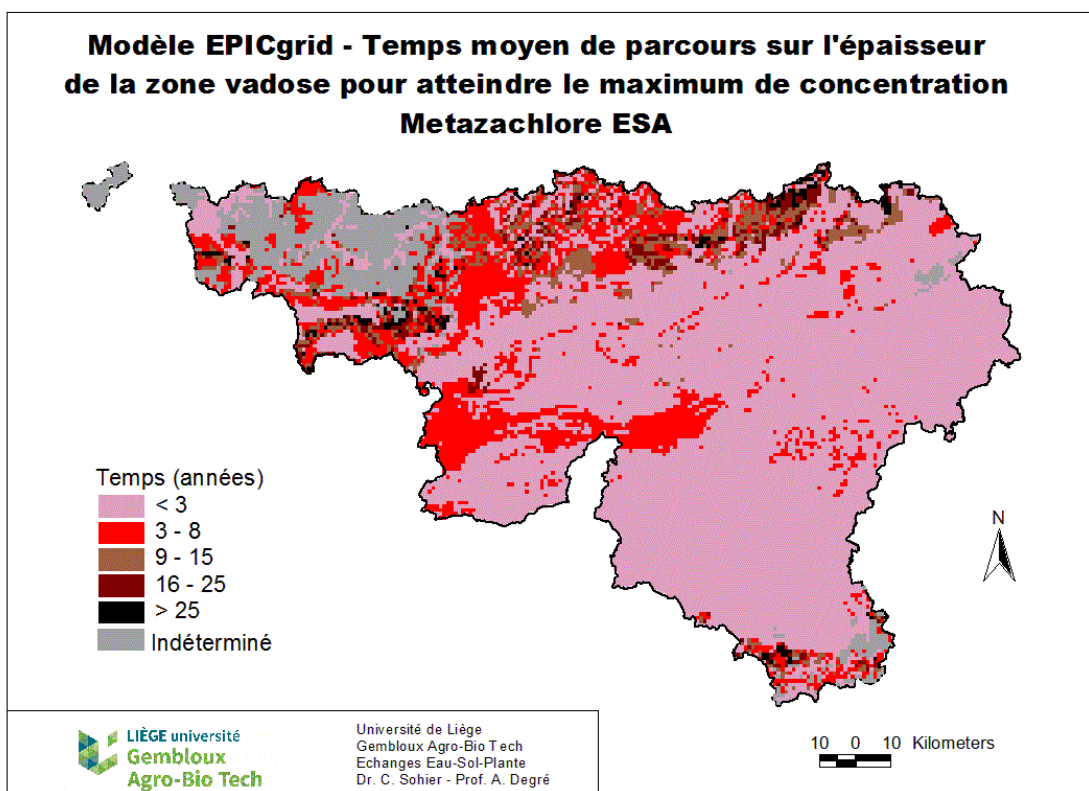 Modèle EPICgrid - Temps moyen de parcours sur l'épaisseur
de la zone vadose pour atteindre le maximum de concentration
Metazachlore ESA
Temps (années)
< 3
3 - 8
9 - 15
16 - 25
> 25
Indéterminé
N
LIÈGE université
Gembloux
Agro-Bio Tech
Université de Liège
Gembloux Agro-Bio Tech
Echanges Eau-Sol-Plante
Dr. C. Sohier - Prof. A. Degré
10 0 10 Kilometers